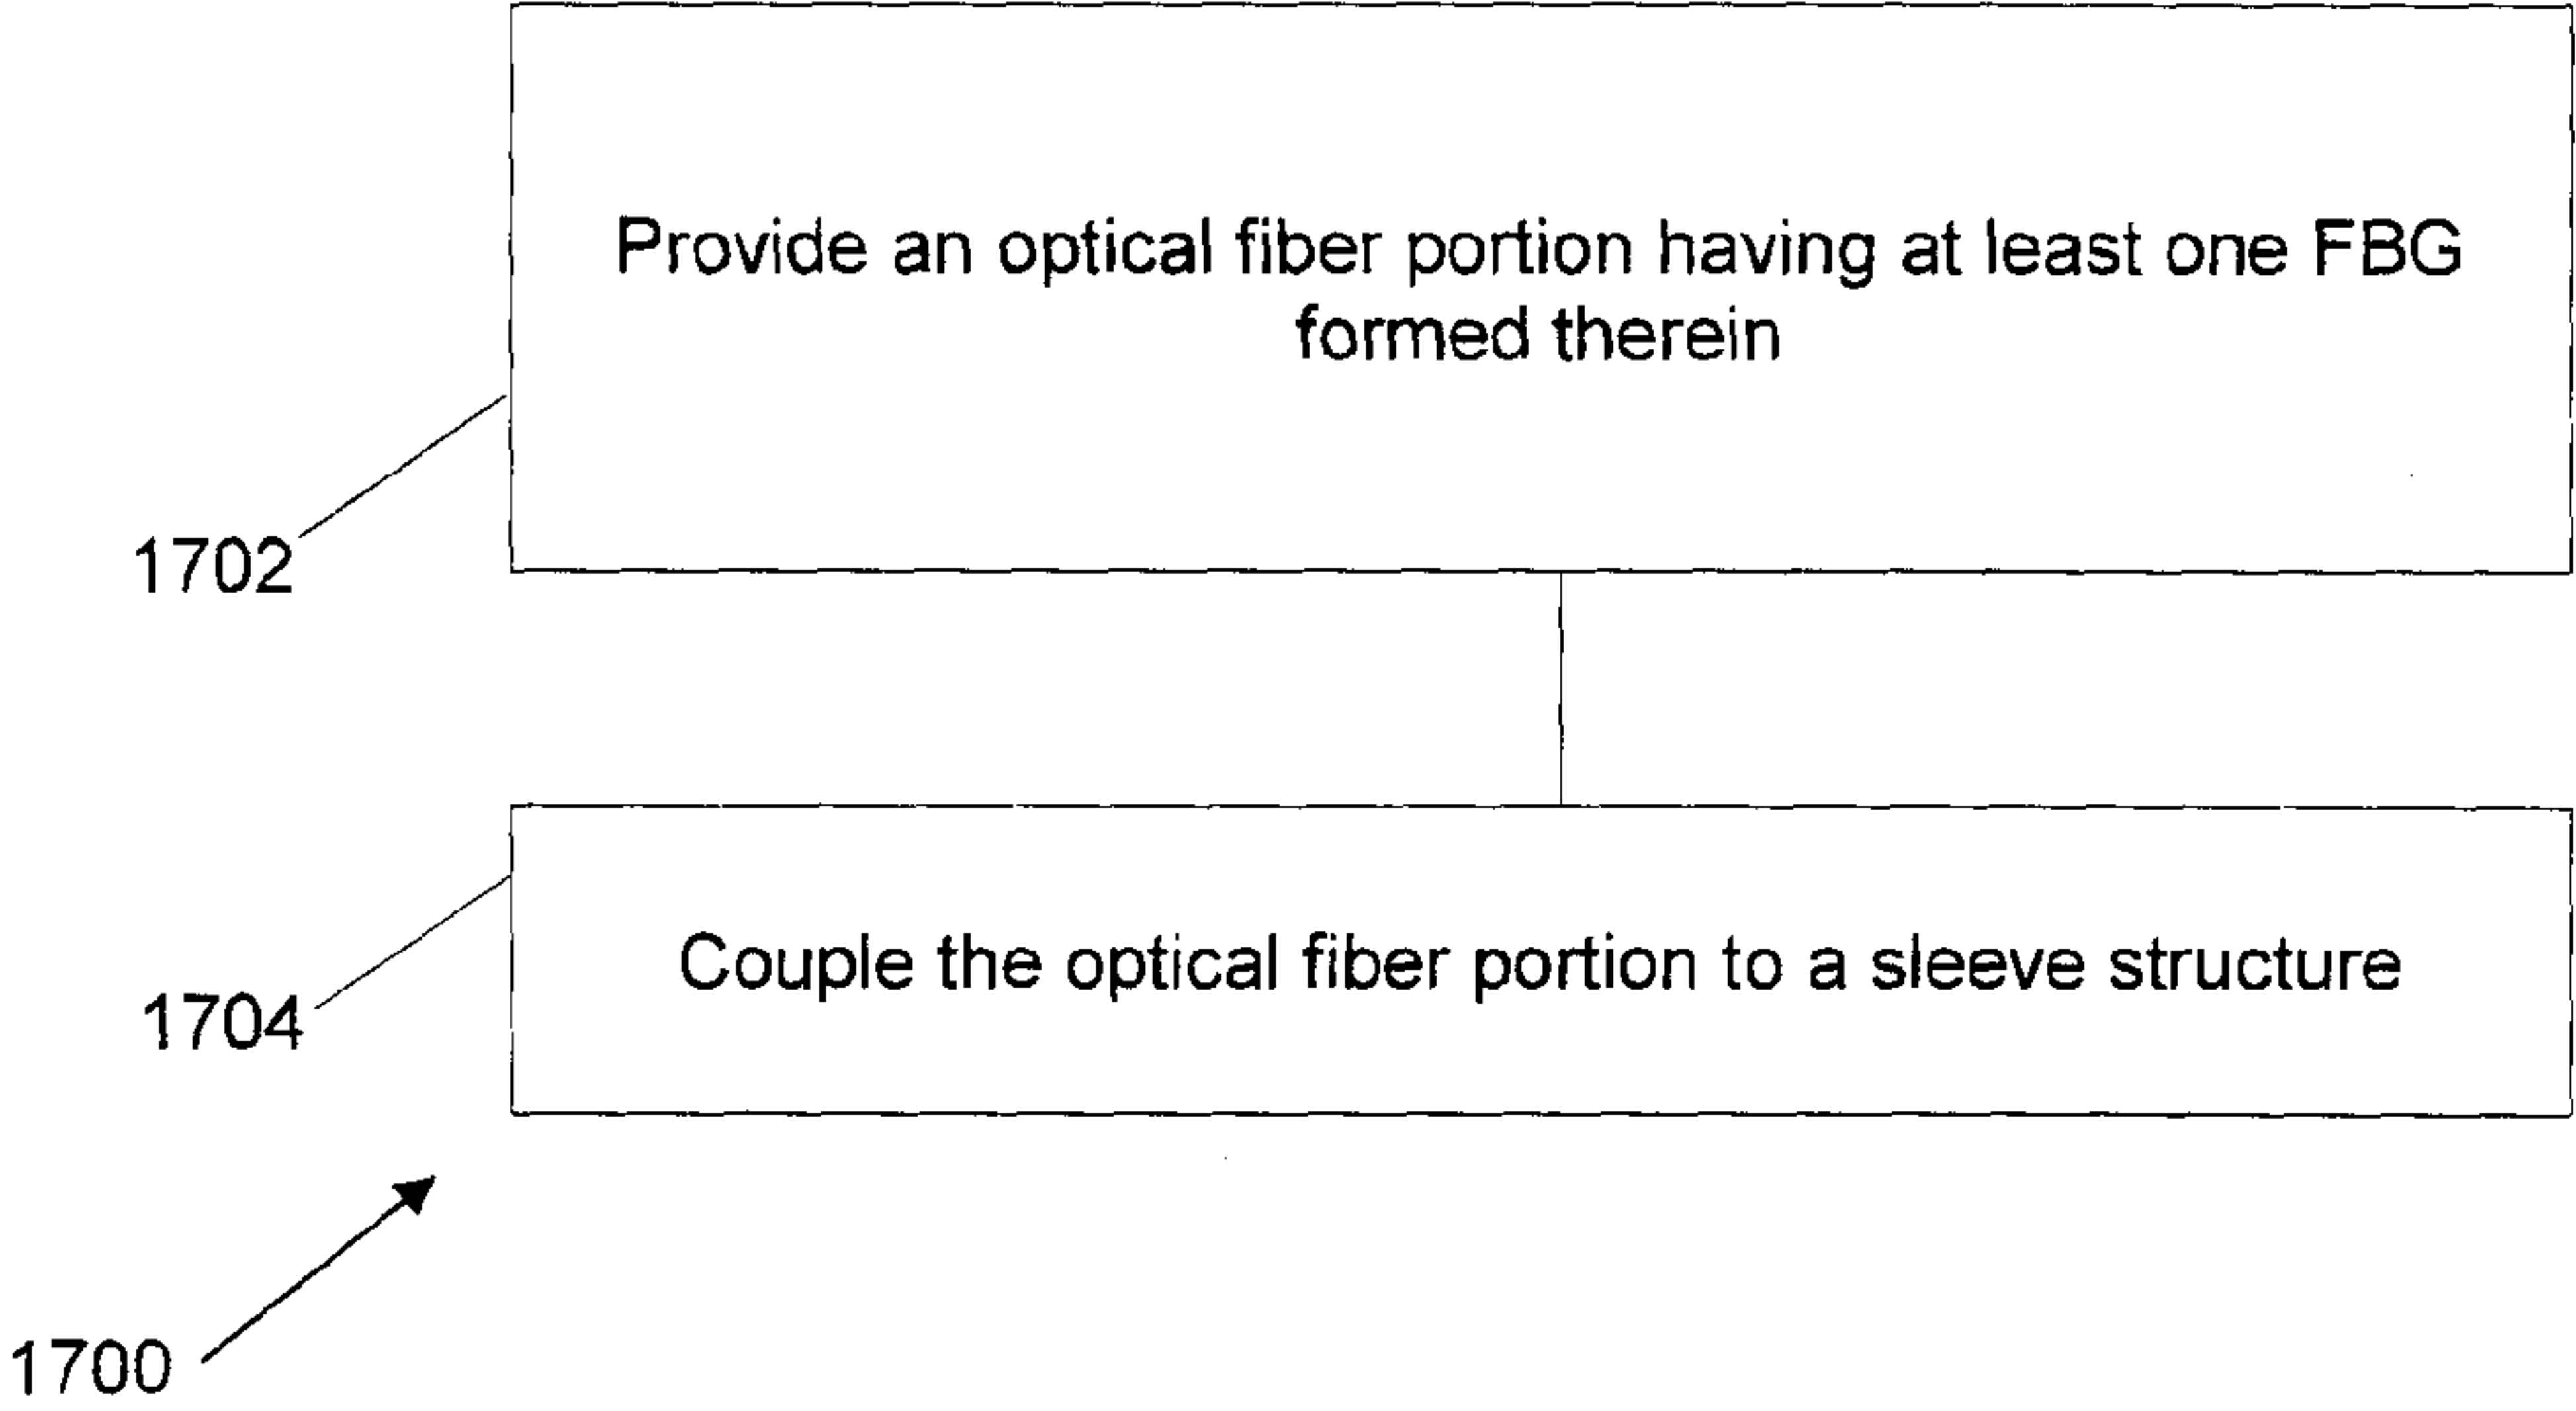 Provide an optical fiber portion having at least one FBG
formed therein
1702
Couple the optical fiber portion to a sleeve structure
1704
1700